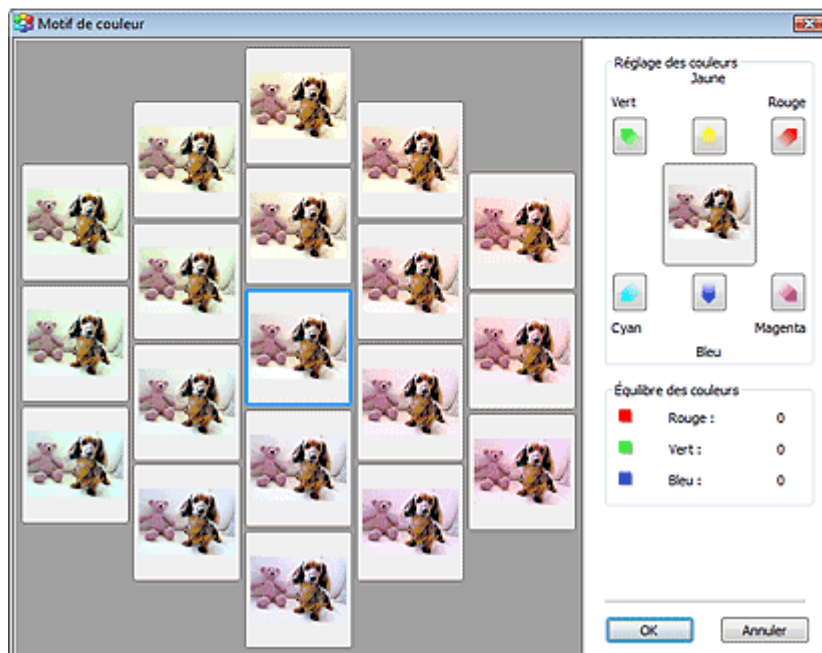 Motif de couleur
Réglage des couleurs
Jaune
Vert
Rouge
Cyan
Magenta
Bleu
Équilibre des couleurs
Rouge : 0
Vert : 0
Bleu : 0
OK
Annuler